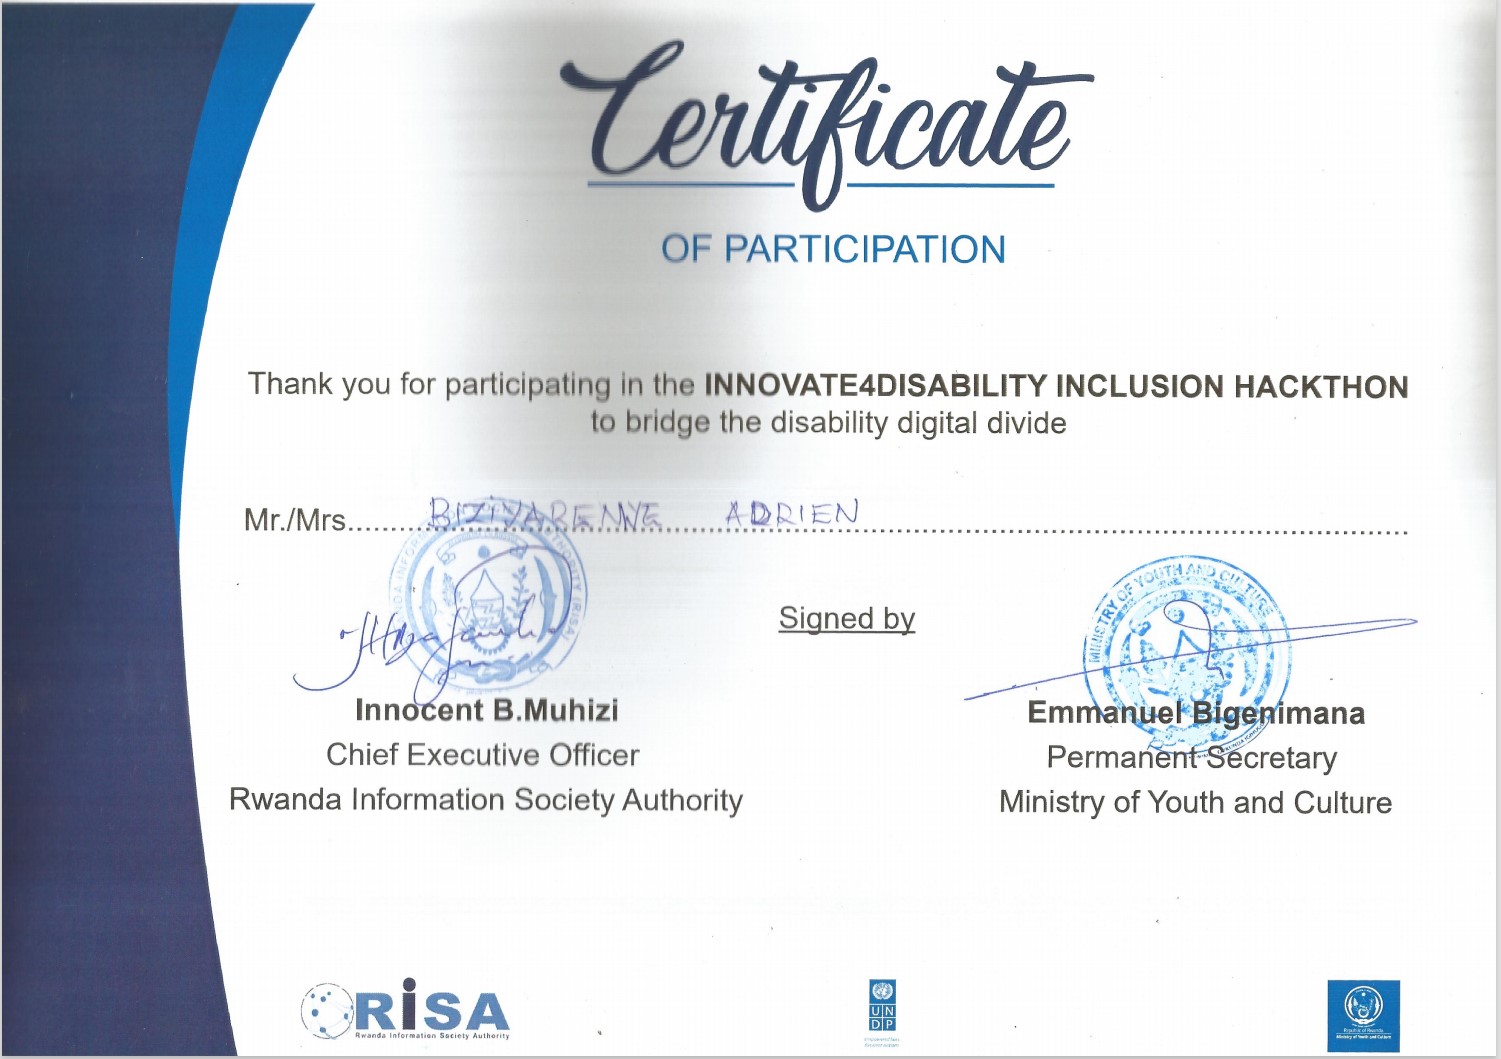 Certificate
OF PARTICIPATION
Thank you for participating in the INNOVATE4DISABILITY INCLUSION HACKTHON
to bridge the disability digital divide
Mr./Mrs. BIZIYAREMYE ADRIEN
Signed by
MINISTRY OF YOUTH AND CULTURE
Innocent B.Muhizi
Chief Executive Officer
Rwanda Information Society Authority
Emmanuel Bigenimana
Permanent Secretary
Ministry of Youth and Culture
RiSA
Rwanda Information Society Authority
UN
DP
Republic of Rwanda
Ministry of Youth and Culture